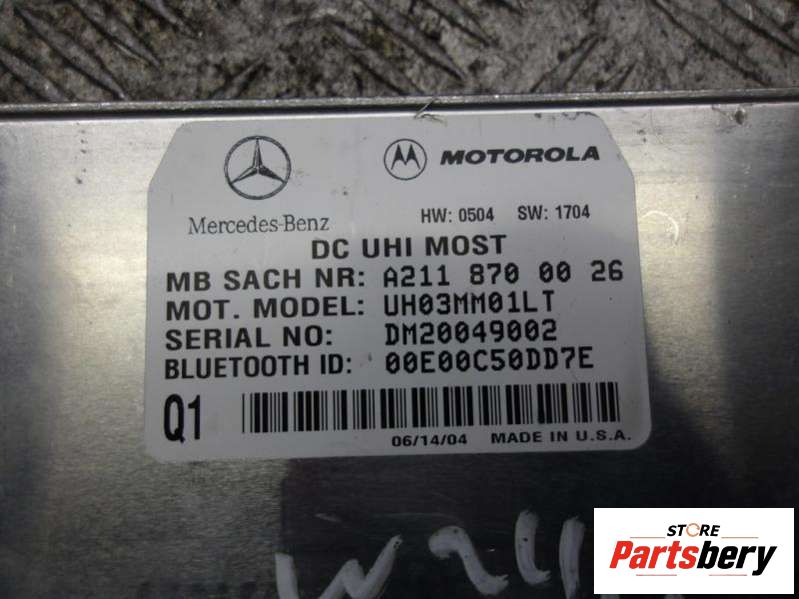 MOTOROLA
Mercedes-Benz
HW: 0504 SW: 1704
DC UHI MOST
MB SACH NR: A211 870 00 26
MOT. MODEL: UH03MM01LT
SERIAL NO: DM20049002
BLUETOOTH ID: 00E00C50DD7E
Q1
06/14/04 MADE IN U.S.A.
STORE
Partsbery